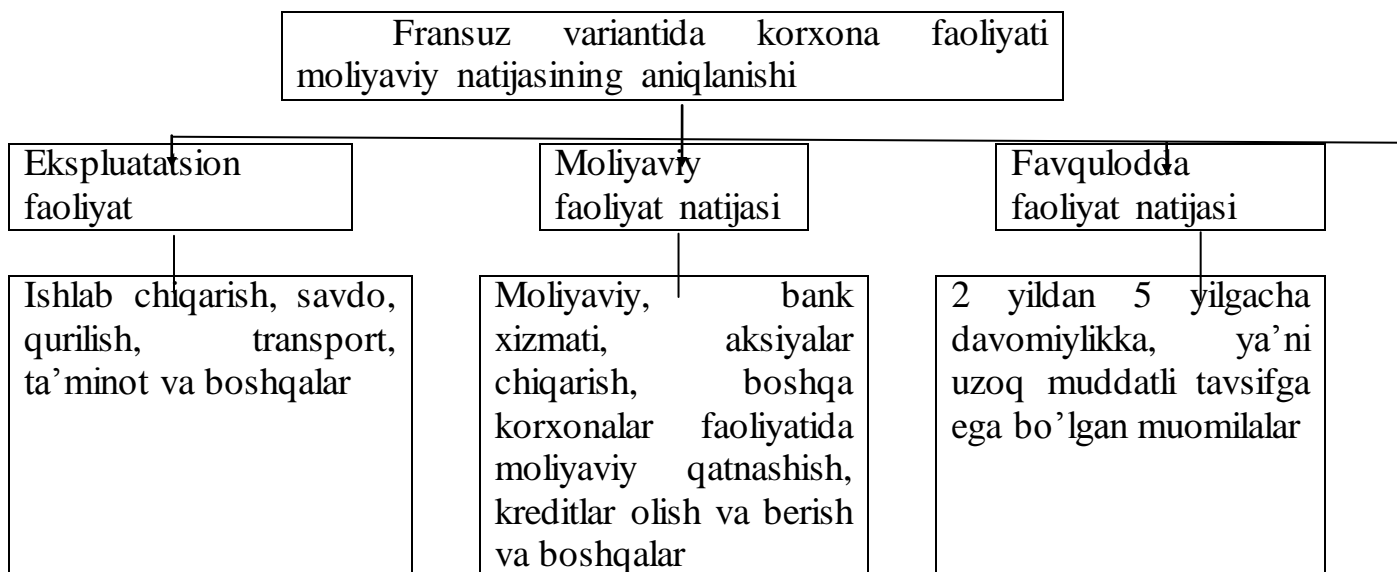 Fransuz variantida korxona faoliyati
moliyaviy natijasining aniqlanishi
Ekspluatatsion
faoliyat
Moliyaviy
faoliyat natijasi
Favqulodda
faoliyat natijasi
Ishlab chiqarish, savdo,
qurilish, transport,
ta’minot va boshqalar
Moliyaviy, bank
xizmati, aksiyalar
chiqarish, boshqa
korxonalar faoliyatida
moliyaviy qatnashish,
kreditlar olish va berish
va boshqalar
2 yildan 5 yilgacha
davomiylikka, ya’ni
uzoq muddatli tavsifga
ega bo’lgan muomilalar